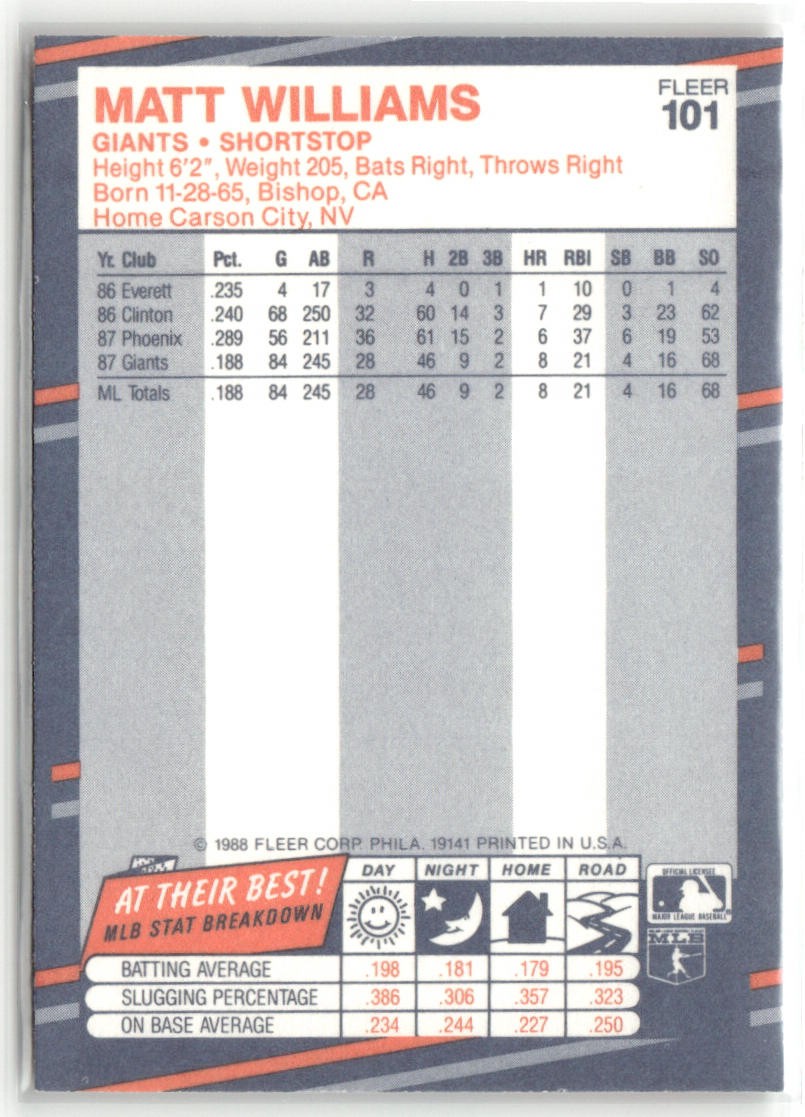 MATT WILLIAMS
FLEER
101
GIANTS • SHORTSTOP
Height 6'2", Weight 205, Bats Right, Throws Right
Born 11-28-65, Bishop, CA
Home Carson City, NV
Yr. Club Pct. G AB R H 2B 3B HR RBI SB BB SO
86 Everett .235 4 17 3 4 0 1 1 10 0 1 4
86 Clinton .240 68 250 32 60 14 3 7 29 3 23 62
87 Phoenix .289 56 211 36 61 15 2 6 37 6 19 53
87 Giants .188 84 245 28 46 9 2 8 21 4 16 68
ML Totals .188 84 245 28 46 9 2 8 21 4 16 68
© 1988 FLEER CORP. PHILA. 19141 PRINTED IN U.S.A.
AT THEIR BEST!
MLB STAT BREAKDOWN
DAY NIGHT HOME ROAD
OFFICIAL LICENSEE
MAJOR LEAGUE BASEBALL
MLB
BATTING AVERAGE .198 .181 .179 .195
SLUGGING PERCENTAGE .386 .306 .357 .323
ON BASE AVERAGE .234 .244 .227 .250